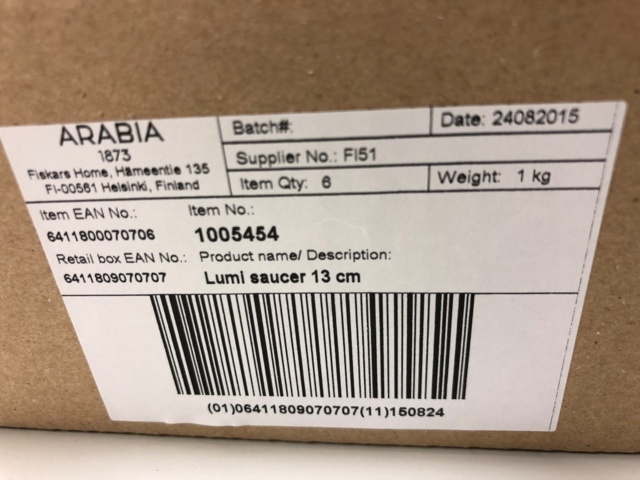 ARABIA
1873
Fiskars Home, Hämeentie 135
FI-00561 Helsinki, Finland
Batch#:
Date: 24082015
Supplier No.: FI51
Item Qty: 6
Weight: 1 kg
Item EAN No.:
6411800070706
Item No.:
1005454
Retail box EAN No.:
6411809070707
Product name/ Description:
Lumi saucer 13 cm
(01)06411809070707(11)150824